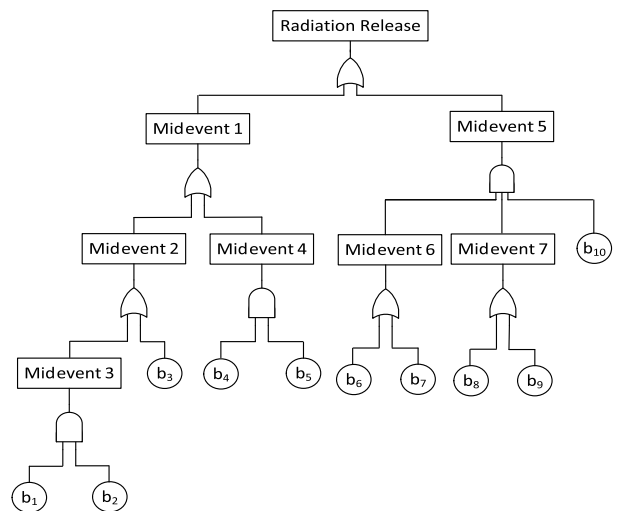 Radiation Release
Midevent 1
Midevent 5
Midevent 2
Midevent 4
Midevent 6
Midevent 7
b₁₀
Midevent 3
b₃
b₄
b₅
b₆
b₇
b₈
b₉
b₁
b₂